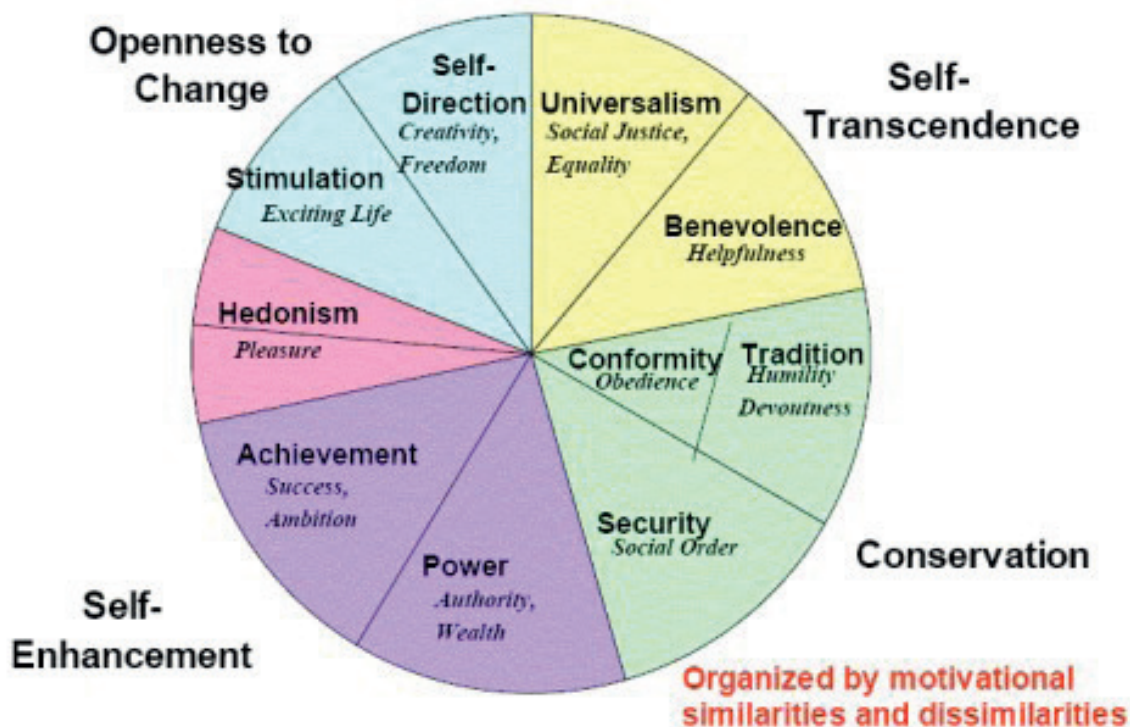 Openness to
Change
Self-
Direction
Creativity,
Freedom
Universalism
Social Justice,
Equality
Self-
Transcendence
Stimulation
Exciting Life
Benevolence
Helpfulness
Hedonism
Pleasure
Conformity
Obedience
Tradition
Humility
Devoutness
Achievement
Success,
Ambition
Security
Social Order
Power
Authority,
Wealth
Conservation
Self-
Enhancement
Organized by motivational
similarities and dissimilarities